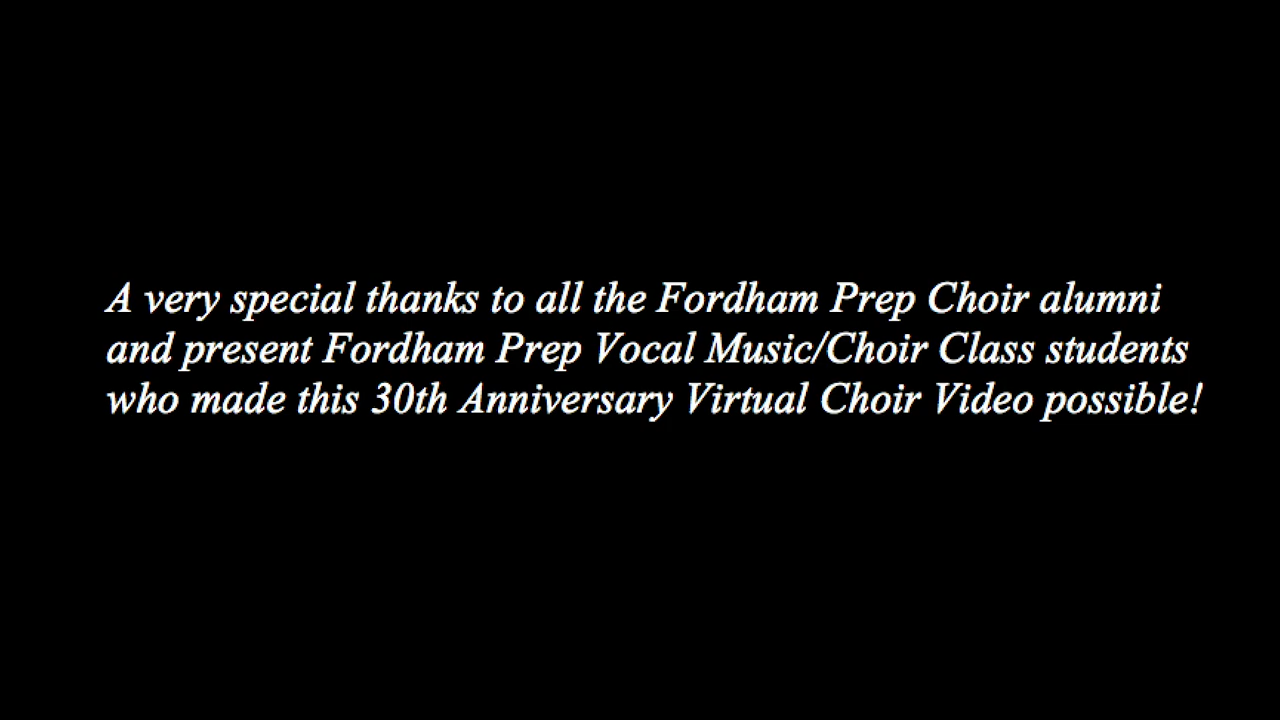 A very special thanks to all the Fordham Prep Choir alumni
and present Fordham Prep Vocal Music/Choir Class students
who made this 30th Anniversary Virtual Choir Video possible!